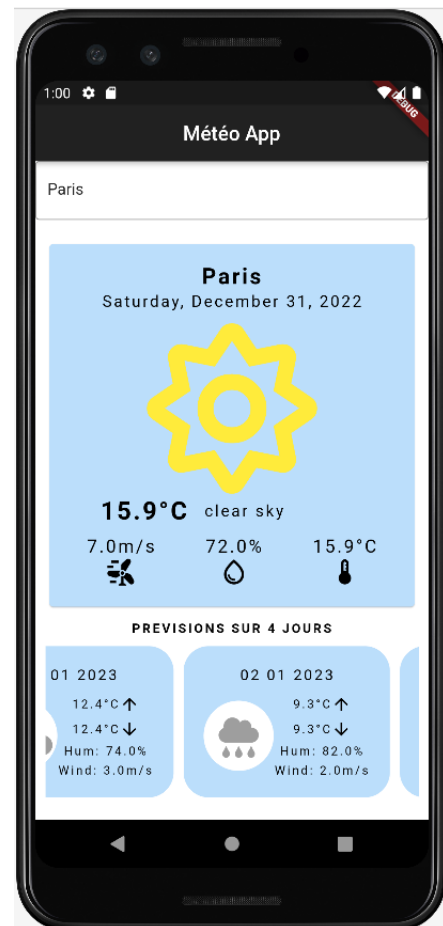 1:00
DEBUG
Météo App
Paris
Paris
Saturday, December 31, 2022
15.9°C clear sky
7.0m/s 72.0% 15.9°C
PREVISIONS SUR 4 JOURS
01 2023
12.4°C
12.4°C
Hum: 74.0%
Wind: 3.0m/s
02 01 2023
9.3°C
9.3°C
Hum: 82.0%
Wind: 2.0m/s